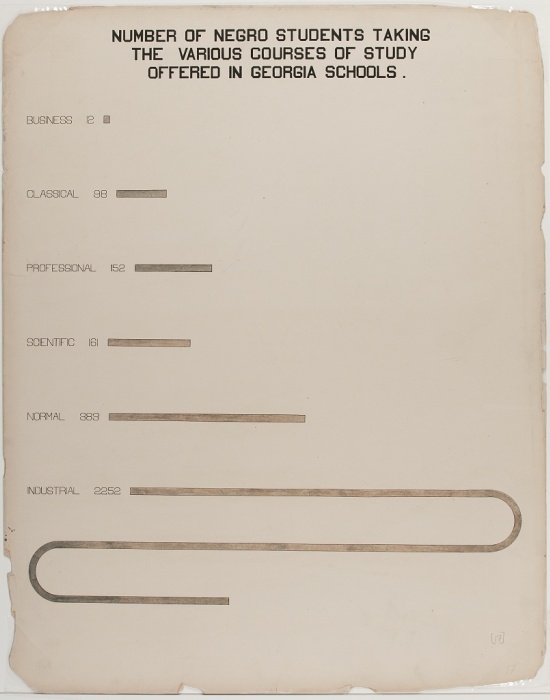 NUMBER OF NEGRO STUDENTS TAKING
THE VARIOUS COURSES OF STUDY
OFFERED IN GEORGIA SCHOOLS.
BUSINESS 12
CLASSICAL 98
PROFESSIONAL 152
SCIENTIFIC 161
NORMAL 383
INDUSTRIAL 2252